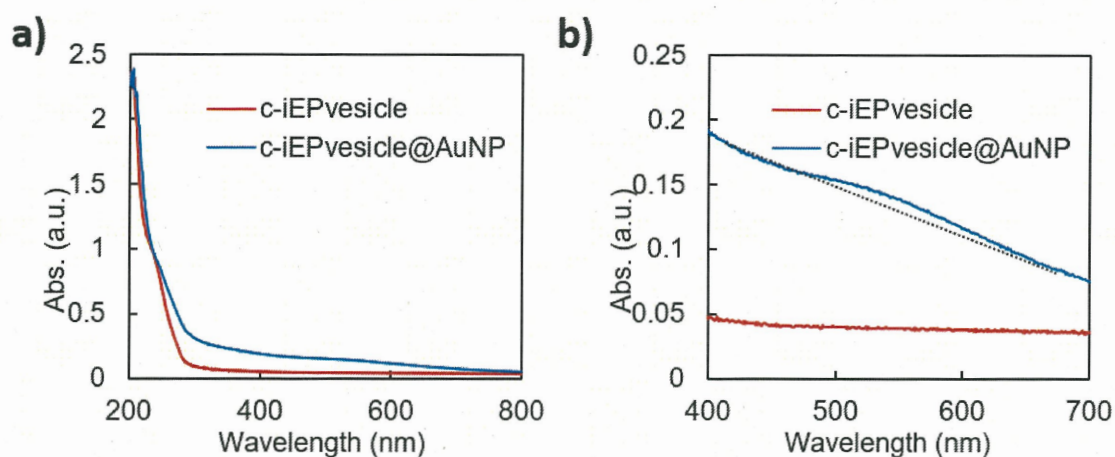 a)
2.5
2
1.5
1
0.5
0
Abs. (a.u.)
c-iEPvesicle
c-iEPvesicle@AuNP
200 400 600 800
Wavelength (nm)
b)
0.25
0.2
0.15
0.1
0.05
0
Abs. (a.u.)
c-iEPvesicle
c-iEPvesicle@AuNP
400 500 600 700
Wavelength (nm)